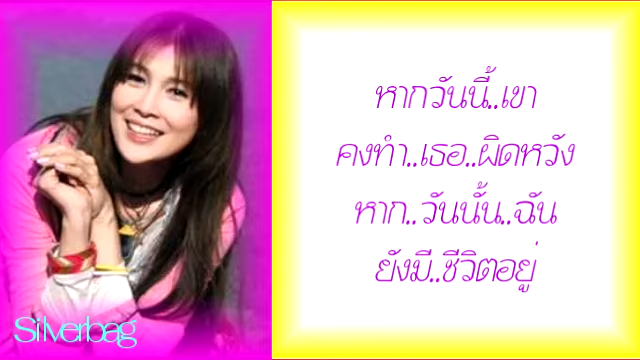 หากวันนี้..เขา
คงทำ..เธอ..ผิดหวัง
หาก..วันนั้น..ฉัน
ยังมี..ชีวิตอยู่
Silverbag